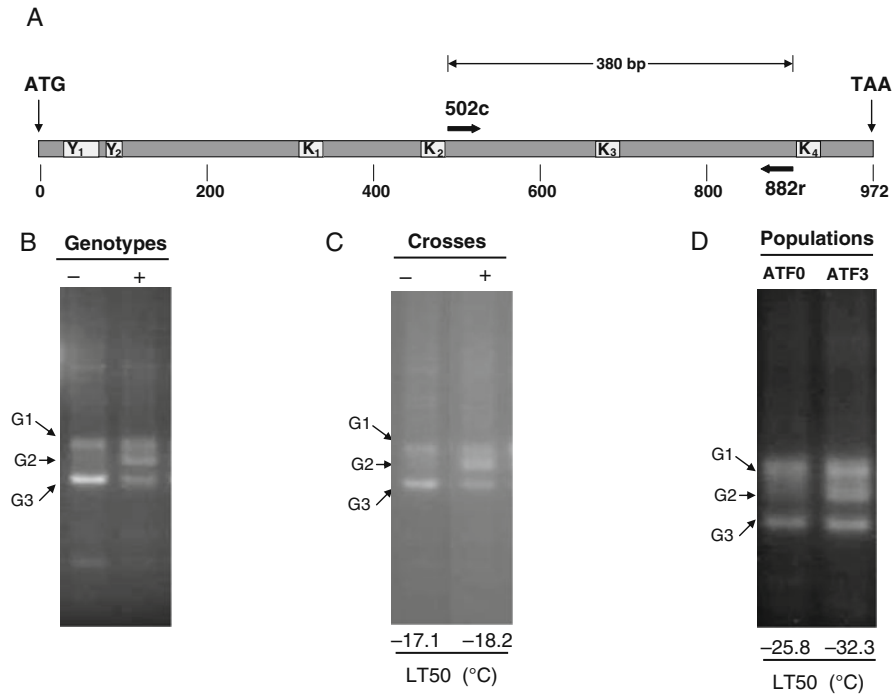 A
380 bp
ATG
TAA
502c
Y1 Y2 K1 K2 K3 K4
882r
0 200 400 600 800 972
B
Genotypes
– +
G1
G2
G3
C
Crosses
– +
G1
G2
G3
–17.1 –18.2
LT50 (°C)
D
Populations
ATF0 ATF3
G1
G2
G3
–25.8 –32.3
LT50 (°C)